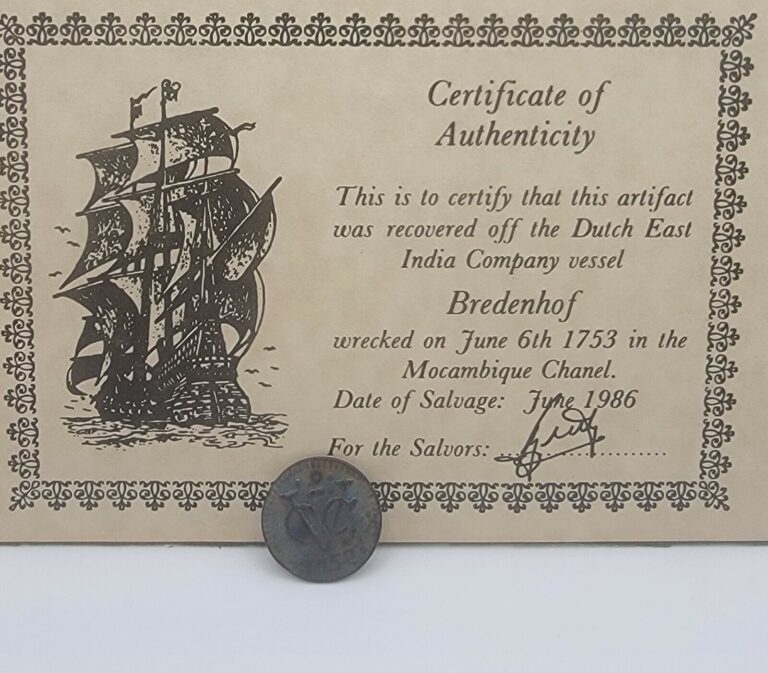 Certificate of
Authenticity
This is to certify that this artifact
was recovered off the Dutch East
India Company vessel
Bredenhof
wrecked on June 6th 1753 in the
Mocambique Chanel.
Date of Salvage: June 1986
For the Salvors:
VOC